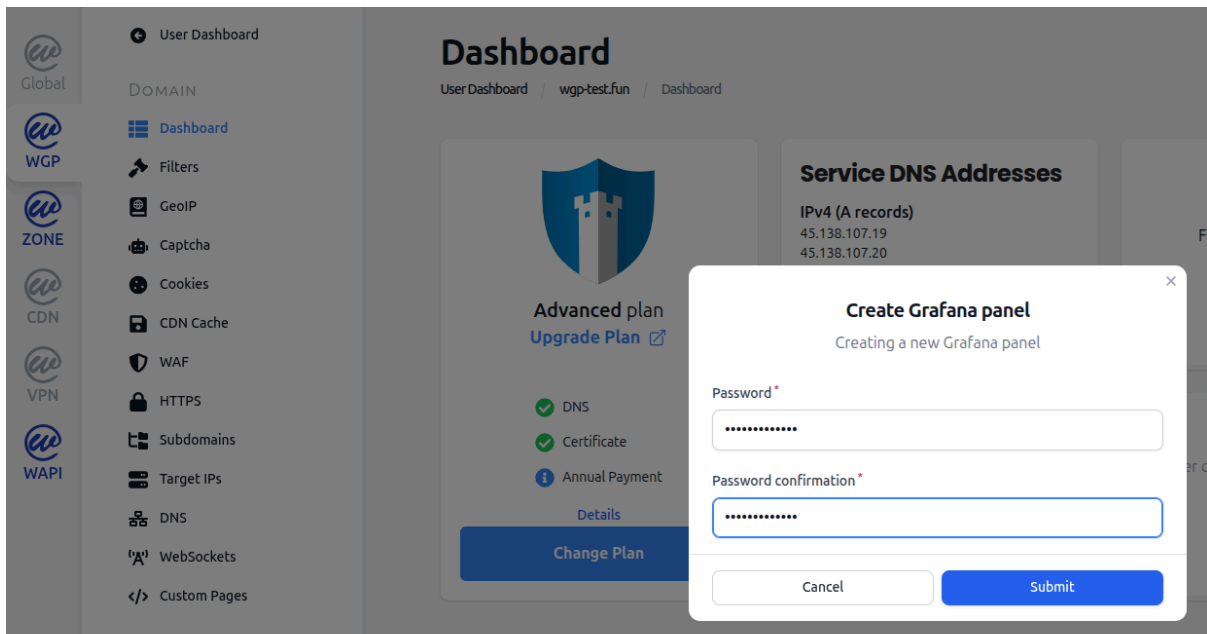 Global
WGP
ZONE
CDN
VPN
WAPI
User Dashboard
DOMAIN
Dashboard
Filters
GeoIP
Captcha
Cookies
CDN Cache
WAF
HTTPS
Subdomains
Target IPs
DNS
WebSockets
Custom Pages
Dashboard
User Dashboard / wgp-test.fun / Dashboard
Advanced plan
Upgrade Plan
DNS
Certificate
Annual Payment
Details
Change Plan
Service DNS Addresses
IPv4 (A records)
45.138.107.19
45.138.107.20
Create Grafana panel
Creating a new Grafana panel
Password*
•••••••••••••
Password confirmation*
•••••••••••••
Cancel
Submit